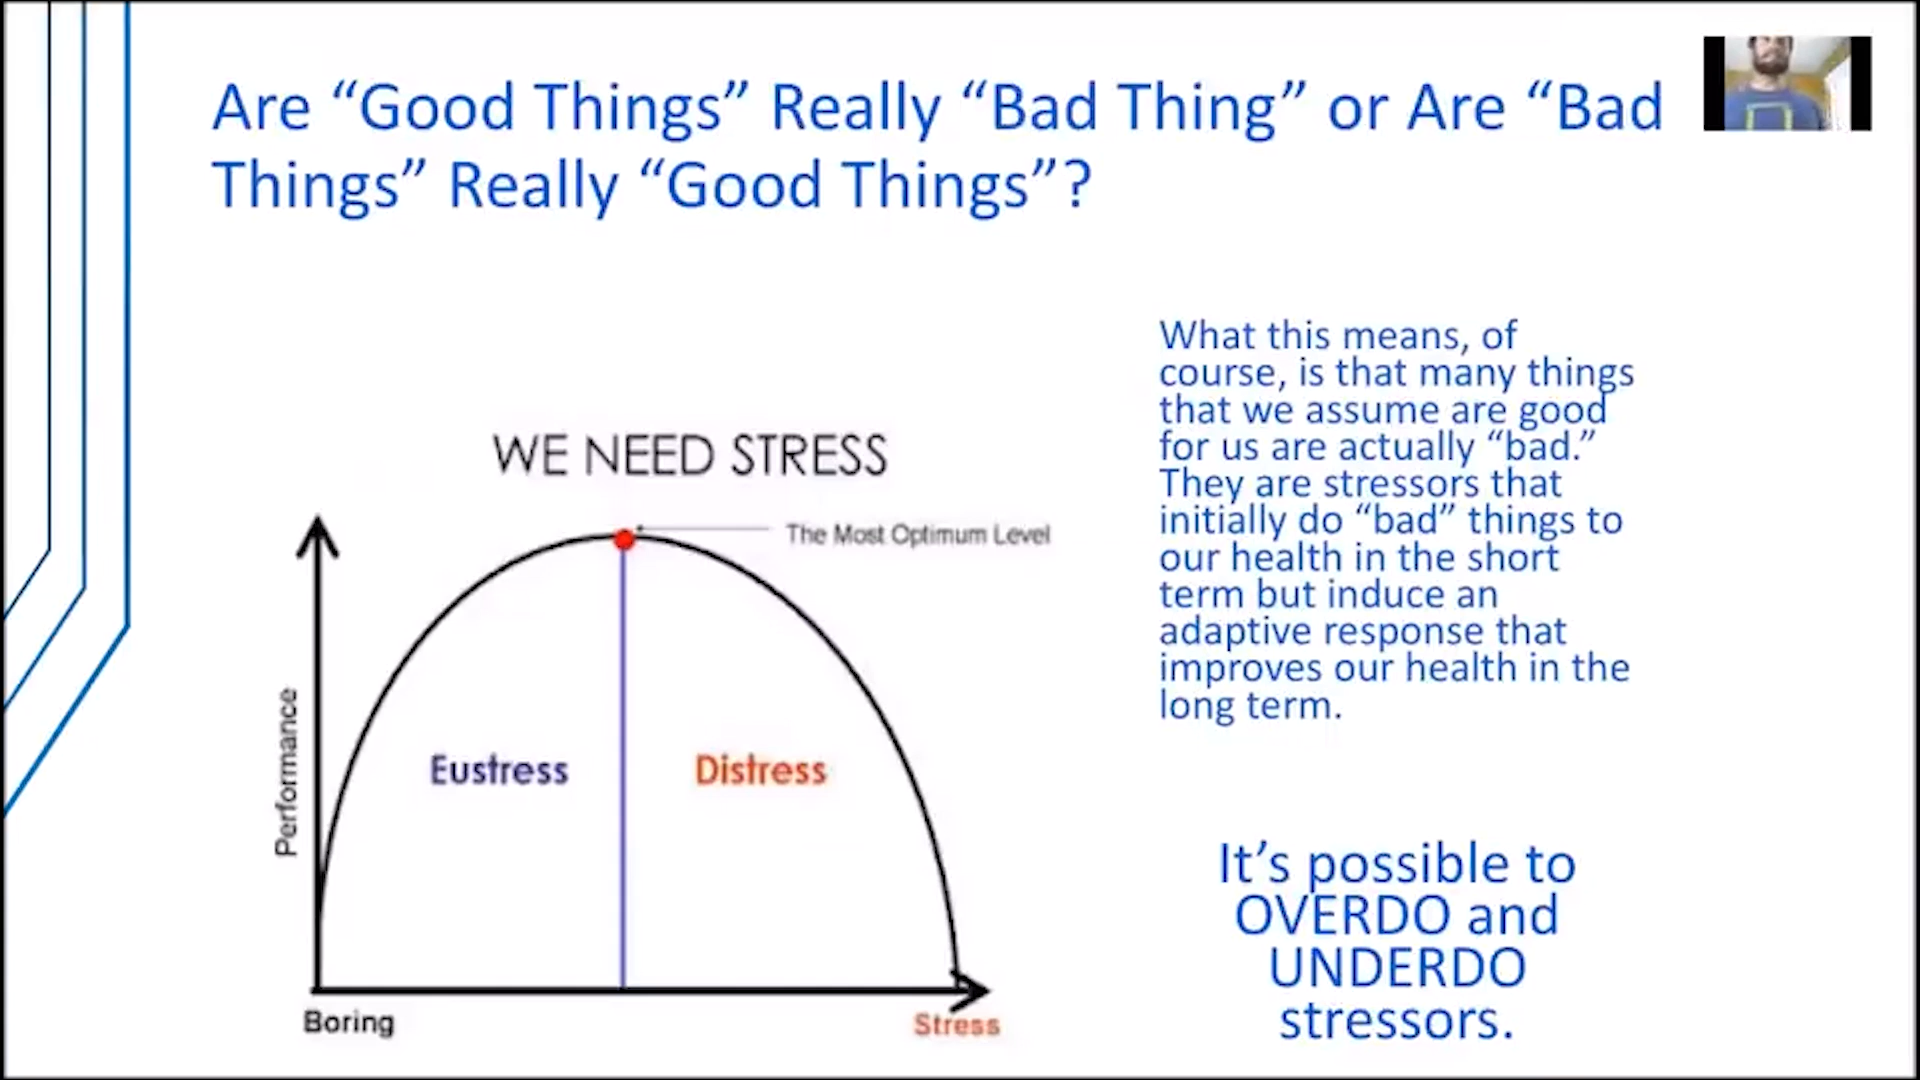 Are “Good Things” Really “Bad Thing” or Are “Bad
Things” Really “Good Things”?
WE NEED STRESS
The Most Optimum Level
Performance
Eustress
Distress
Boring
Stress
What this means, of
course, is that many things
that we assume are good
for us are actually “bad.”
They are stressors that
initially do “bad” things to
our health in the short
term but induce an
adaptive response that
improves our health in the
long term.
It’s possible to
OVERDO and
UNDERDO
stressors.